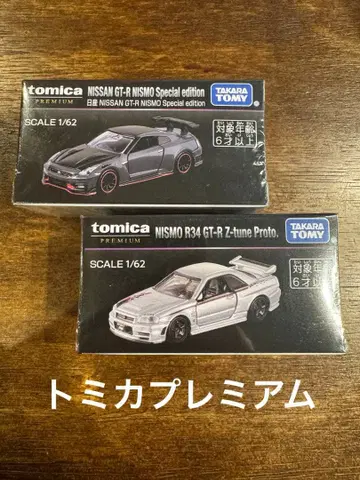 tomica
PREMIUM
NISSAN GT-R NISMO Special edition
日産 NISSAN GT-R NISMO Special edition
TAKARA TOMY
SCALE 1/62
対象年齢
6才以上
tomica
PREMIUM
NISMO R34 GT-R Z-tune Proto.
TAKARA TOMY
SCALE 1/62
対象年齢
6才以上
トミカプレミアム